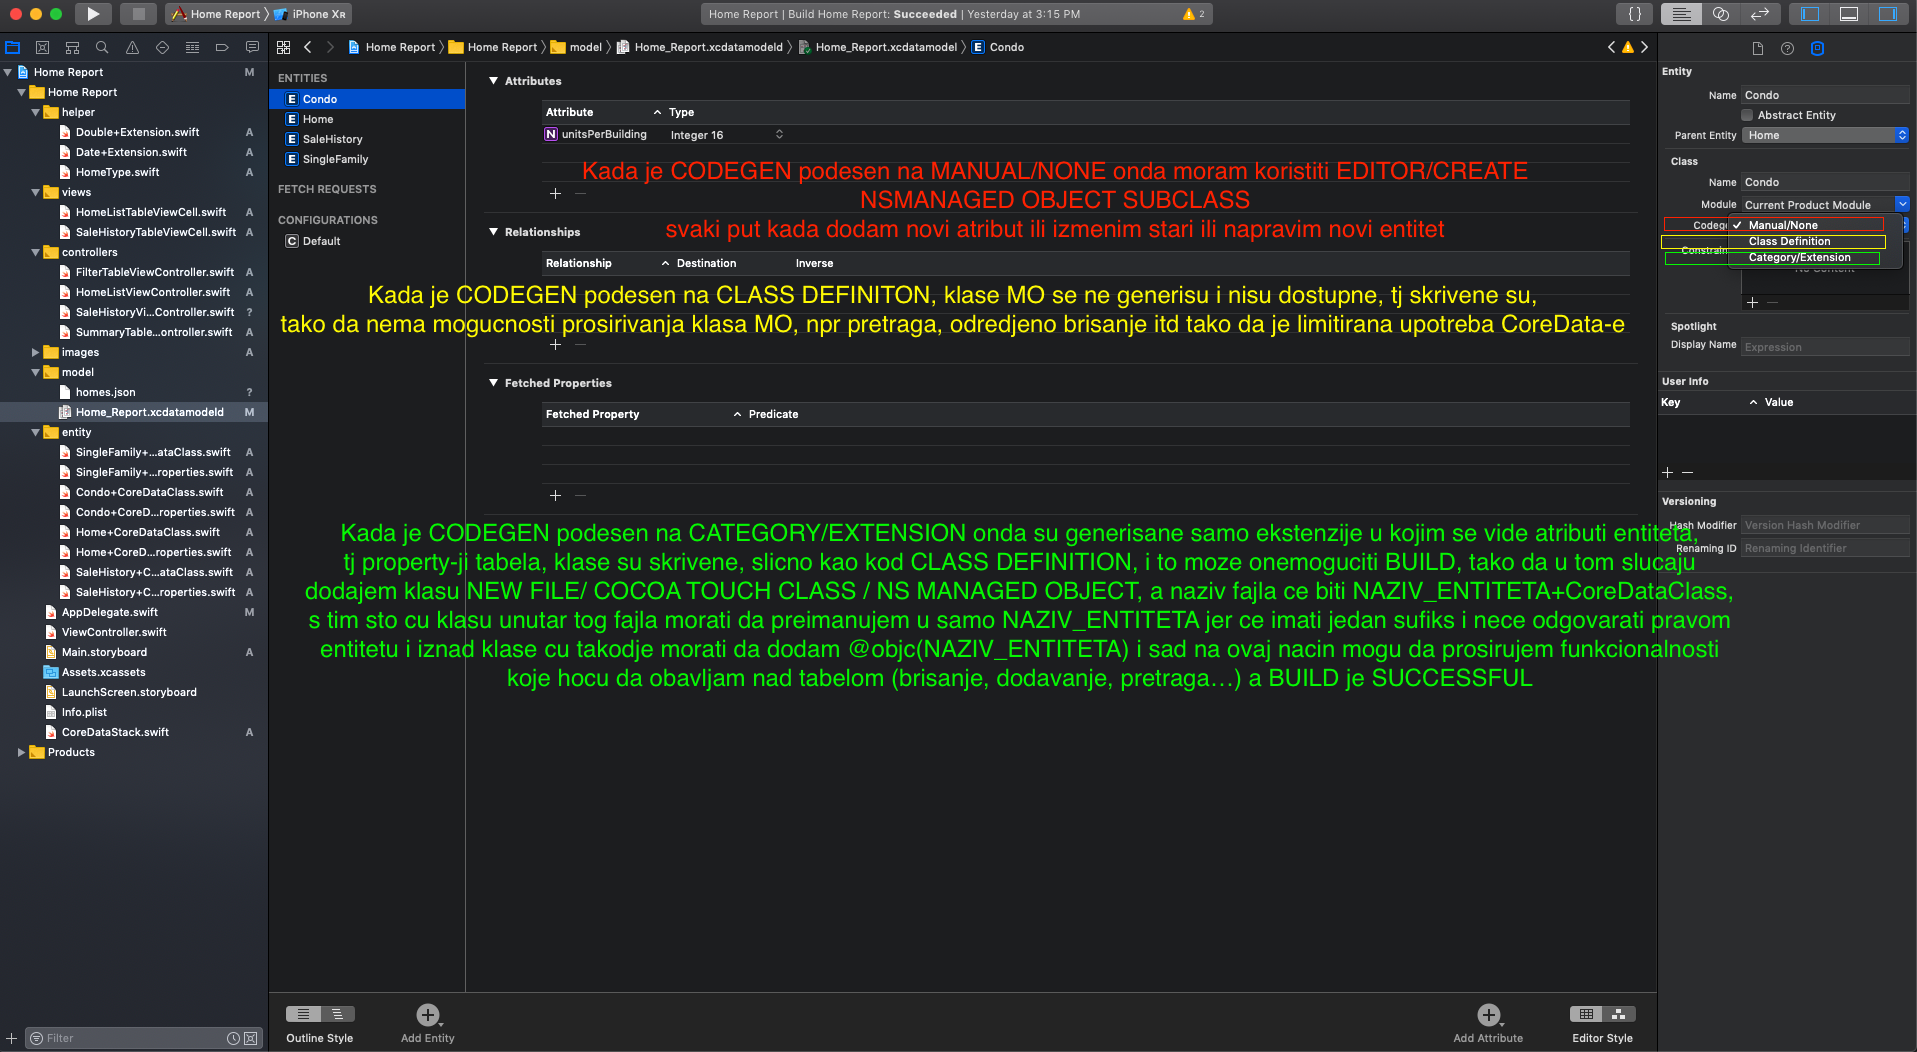 Home Report
iPhone XR
Home Report | Build Home Report: Succeeded | Yesterday at 3:15 PM
2
Home Report
Home Report
model
Home_Report.xcdatamodeld
Home_Report.xcdatamodel
E Condo
Home Report M
Home Report
helper
Double+Extension.swift A
Date+Extension.swift A
HomeType.swift A
views
HomeListTableViewCell.swift A
SaleHistoryTableViewCell.swift A
controllers
FilterTableViewController.swift A
HomeListViewController.swift A
SaleHistoryVi...Controller.swift ?
SummaryTable...ontroller.swift A
images A
model
homes.json ?
Home_Report.xcdatamodeld M
entity
SingleFamily+...ataClass.swift A
SingleFamily+...roperties.swift A
Condo+CoreDataClass.swift A
Condo+CoreD...roperties.swift A
Home+CoreDataClass.swift A
Home+CoreD...roperties.swift A
SaleHistory+C...ataClass.swift A
SaleHistory+C...roperties.swift A
AppDelegate.swift M
ViewController.swift
Main.storyboard A
Assets.xcassets
LaunchScreen.storyboard
Info.plist
CoreDataStack.swift A
Products
Filter
ENTITIES
E Condo
E Home
E SaleHistory
E SingleFamily
FETCH REQUESTS
CONFIGURATIONS
C Default
Attributes
Attribute Type
N unitsPerBuilding Integer 16
Kada je CODEGEN podesen na MANUAL/NONE onda moram koristiti EDITOR/CREATE
NSMANAGED OBJECT SUBCLASS
svaki put kada dodam novi atribut ili izmenim stari ili napravim novi entitet
Relationships
Relationship Destination Inverse
Kada je CODEGEN podesen na CLASS DEFINITON, klase MO se ne generisu i nisu dostupne, tj skrivene su,
tako da nema mogucnosti prosirivanja klasa MO, npr pretraga, odredjeno brisanje itd tako da je limitirana upotreba CoreData-e
Fetched Properties
Fetched Property Predicate
Kada je CODEGEN podesen na CATEGORY/EXTENSION onda su generisane samo ekstenzije u kojim se vide atributi entiteta,
tj property-ji tabela, klase su skrivene, slicno kao kod CLASS DEFINITION, i to moze onemoguciti BUILD, tako da u tom slucaju
dodajem klasu NEW FILE/ COCOA TOUCH CLASS / NS MANAGED OBJECT, a naziv fajla ce biti NAZIV_ENTITETA+CoreDataClass,
s tim sto cu klasu unutar tog fajla morati da preimanujem u samo NAZIV_ENTITETA jer ce imati jedan sufiks i nece odgovarati pravom
entitetu i iznad klase cu takodje morati da dodam @objc(NAZIV_ENTITETA) i sad na ovaj nacin mogu da prosirujem funkcionalnosti
koje hocu da obavljam nad tabelom (brisanje, dodavanje, pretraga...) a BUILD je SUCCESSFUL
Outline Style
Add Entity
Add Attribute
Editor Style
Entity
Name Condo
Abstract Entity
Parent Entity Home
Class
Name Condo
Module Current Product Module
Codeg ✓ Manual/None
Class Definition
Constrain
Category/Extension
No Content
Spotlight
Display Name Expression
User Info
Key Value
Versioning
Hash Modifier Version Hash Modifier
Renaming ID Renaming Identifier